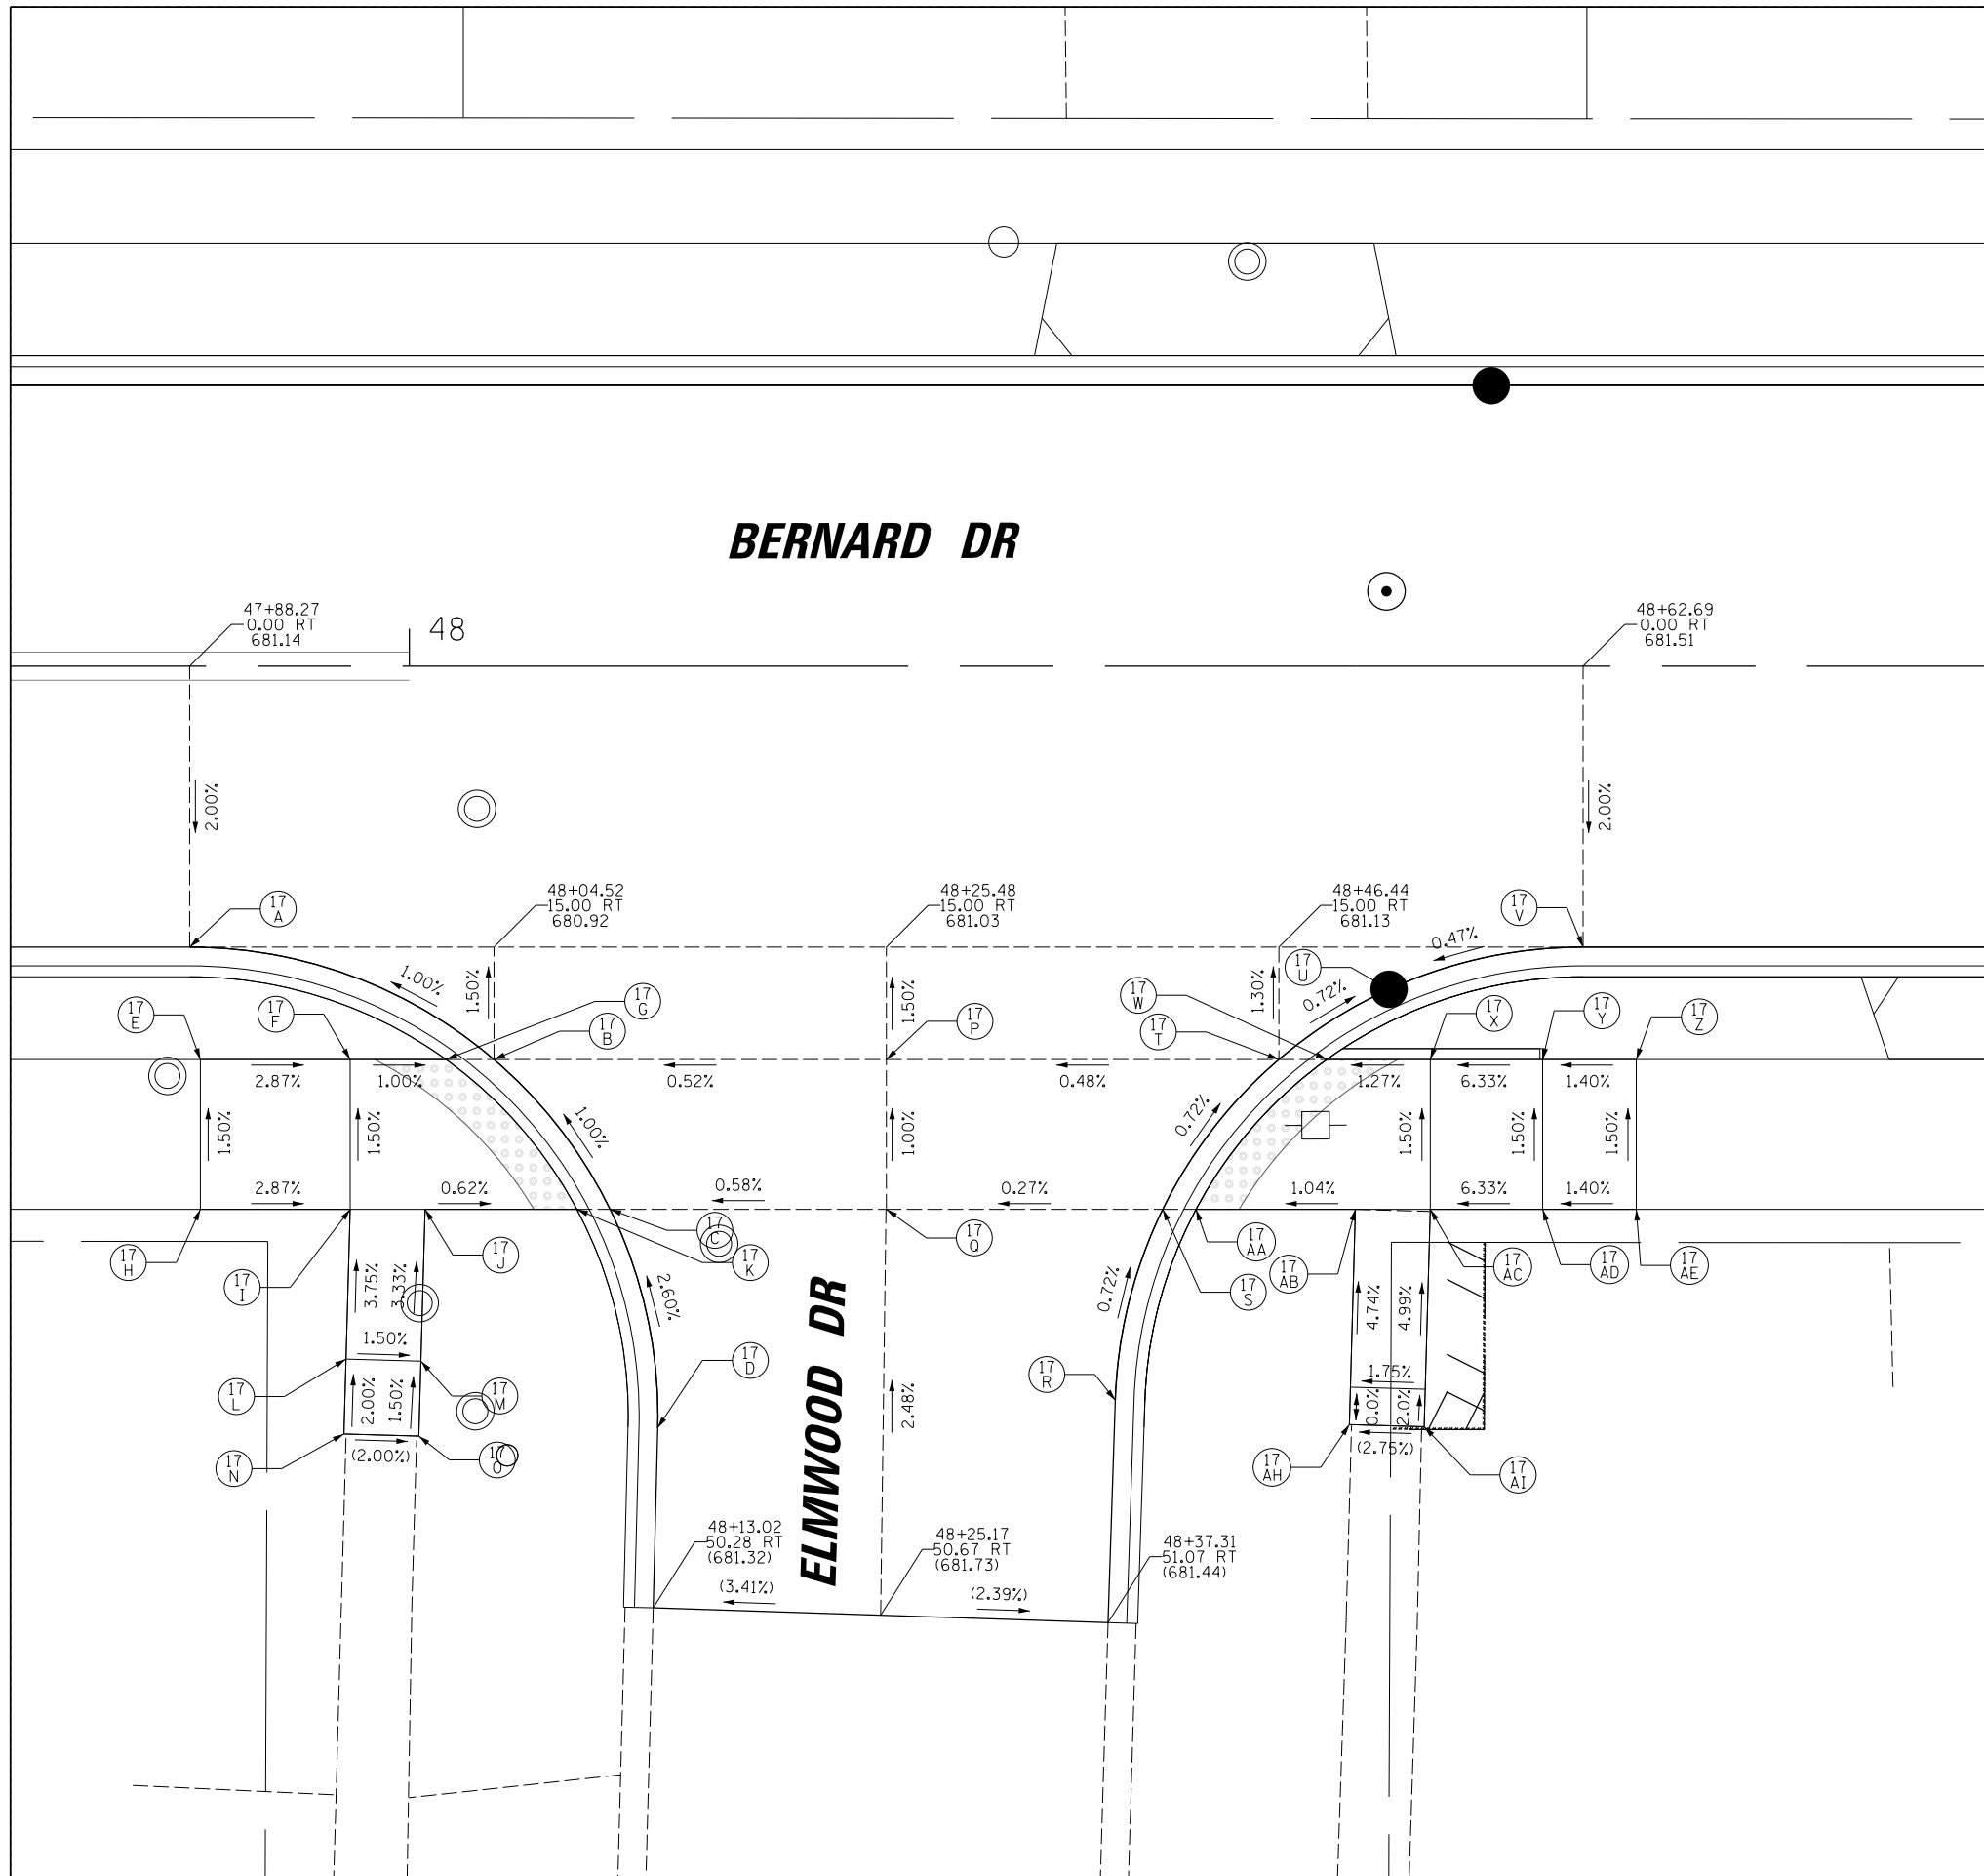 BERNARD DR
47+88.27
0.00 RT
681.14
48
48+62.69
0.00 RT
681.51
2.00%
2.00%
17
A
48+04.52
15.00 RT
680.92
48+25.48
15.00 RT
681.03
48+46.44
15.00 RT
681.13
17
V
0.47%
1.00%
1.50%
1.50%
1.30%
17
U
0.72%
17
E
17
F
17
G
17
B
17
P
17
W
17
T
17
X
17
Y
17
Z
2.87%
1.00%
0.52%
0.48%
1.27%
6.33%
1.40%
1.50%
1.50%
1.00%
1.00%
0.72%
1.50%
1.50%
1.50%
2.87%
0.62%
0.58%
0.27%
1.04%
6.33%
1.40%
17
H
17
I
17
J
17
C
17
K
17
Q
17
S
17
AA
17
AB
17
AC
17
AD
17
AE
3.75%
3.33%
2.60%
0.72%
4.74%
4.99%
1.50%
17
D
17
R
1.75%
17
L
2.00%
1.50%
17
M
2.48%
0.0%
2.0%
17
N
(2.00%)
17
O
17
AH
(2.75%)
17
AI
ELMWOOD DR
48+13.02
50.28 RT
(681.32)
48+25.17
50.67 RT
(681.73)
48+37.31
51.07 RT
(681.44)
(3.41%)
(2.39%)